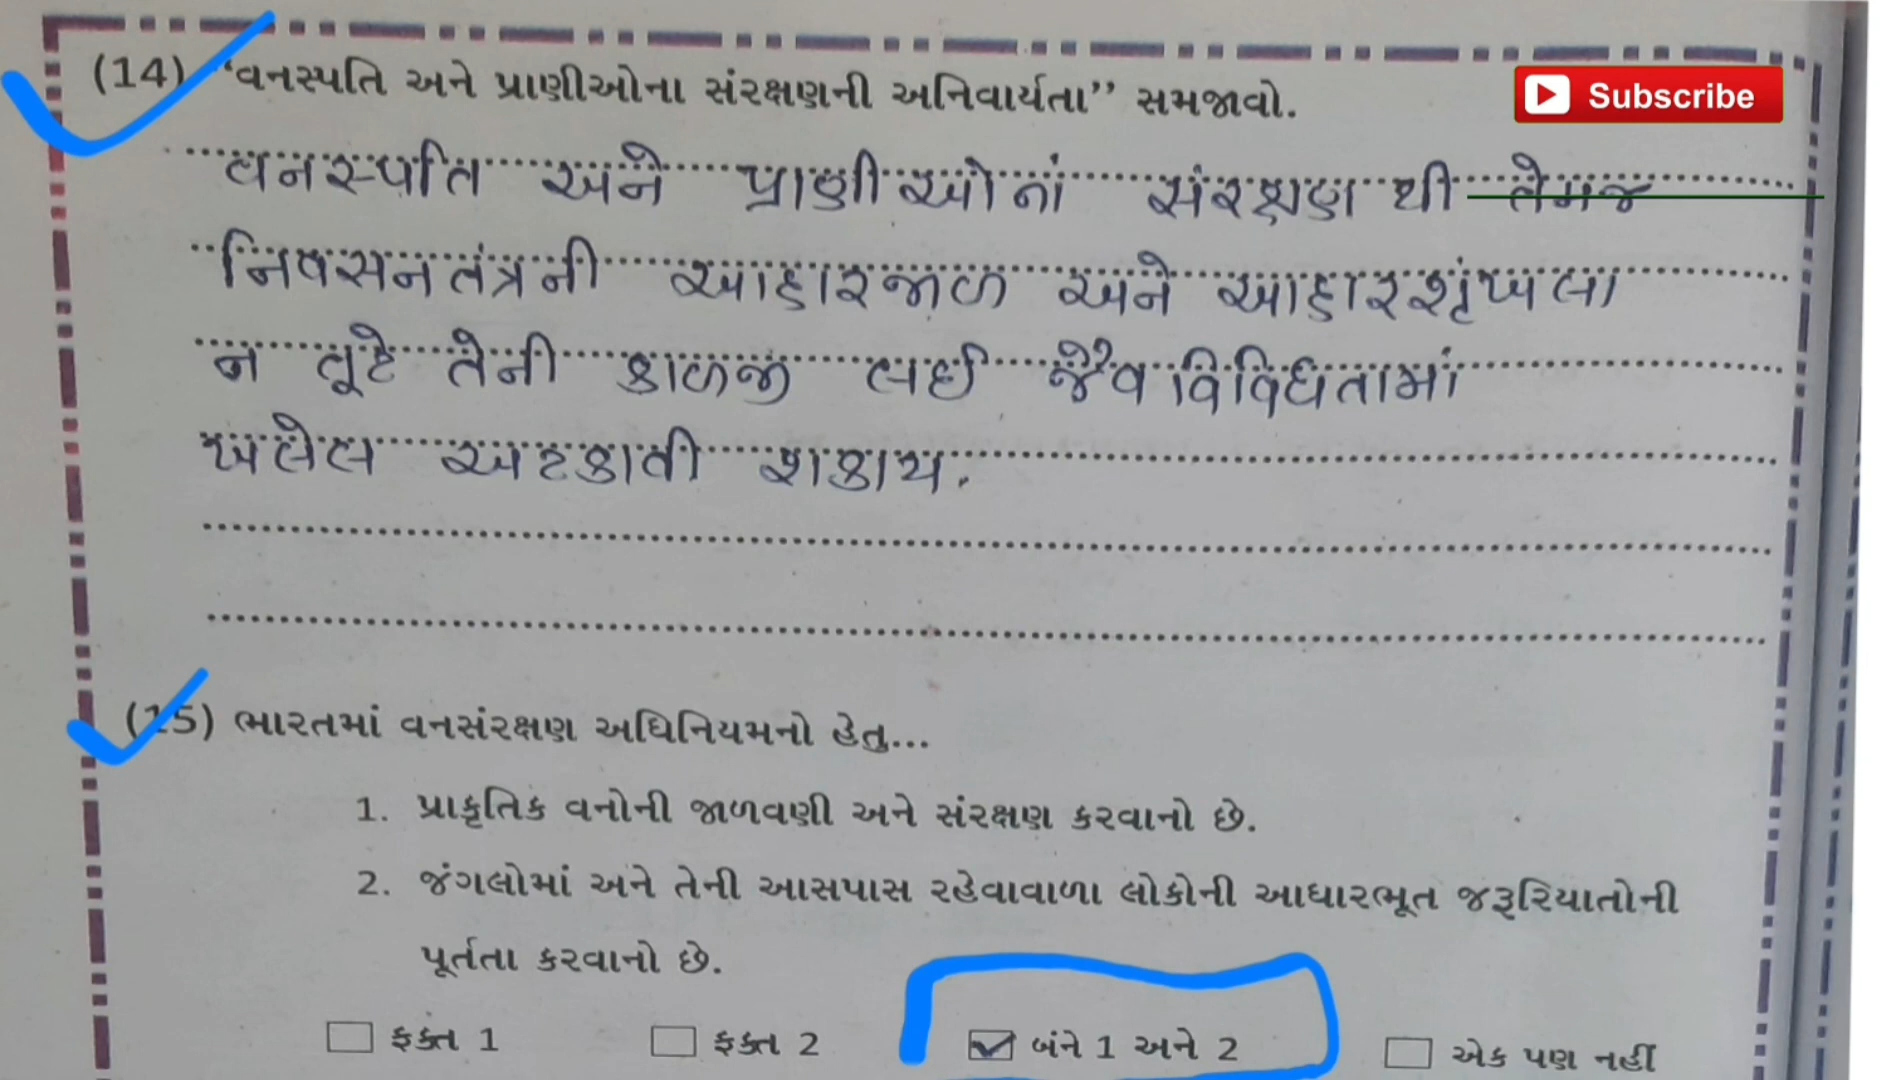 (14) “વનસ્પતિ અને પ્રાણીઓના સંરક્ષણની અનિવાર્યતા” સમજાવો.
Subscribe
વનસ્પતિ અને પ્રાણીઓનાં સંરક્ષણ થી તેમજ
નિવસનતંત્રની આહારજાળ અને આહારશૃંખલા
ન તૂટે તેની કાળજી લઈ જૈવવિવિધતામાં
ખલેલ અટકાવી શકાય.
(15) ભારતમાં વનસંરક્ષણ અધિનિયમનો હેતુ...
1. પ્રાકૃતિક વનોની જાળવણી અને સંરક્ષણ કરવાનો છે.
2. જંગલોમાં અને તેની આસપાસ રહેવાવાળા લોકોની આધારભૂત જરૂરિયાતોની
પૂર્તતા કરવાનો છે.
ફક્ત 1 ફક્ત 2 બંને 1 અને 2 એક પણ નહીં